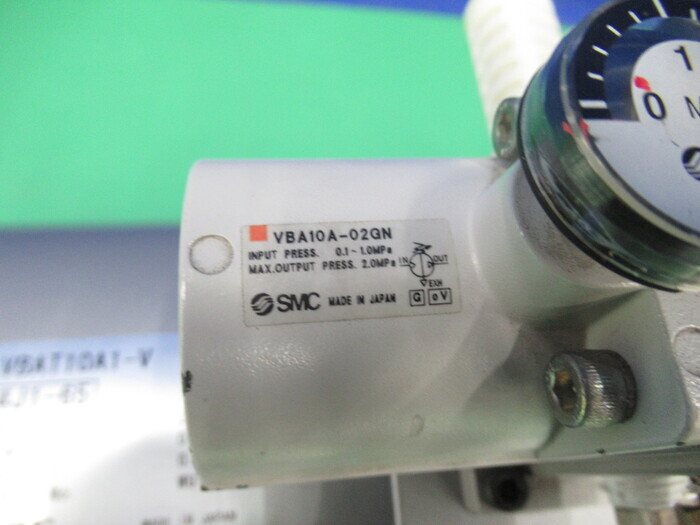 VBA10A-02GN
INPUT PRESS. 0.1~1.0MPa
MAX.OUTPUT PRESS. 2.0MPa
IN OUT
EXH
SMC MADE IN JAPAN G ov
1
0
M
VBAT10A1-V